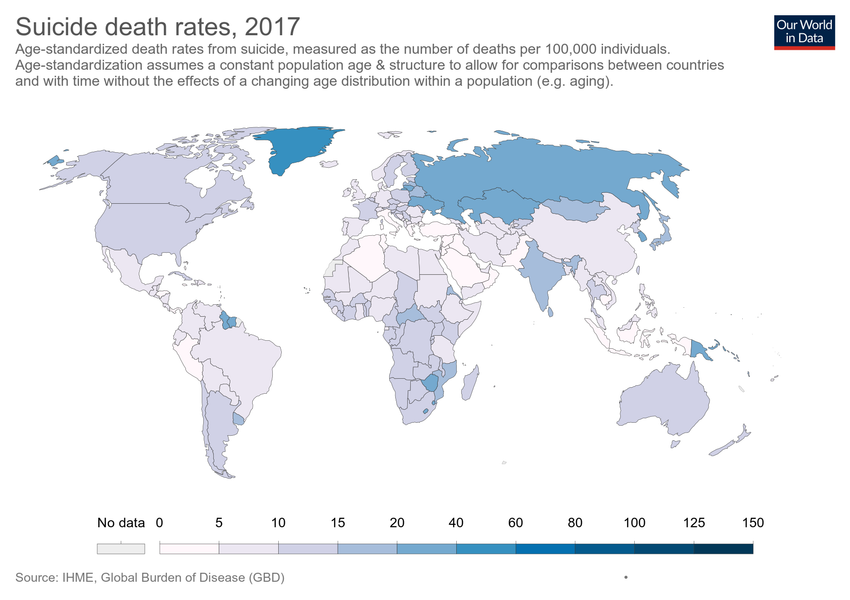 Suicide death rates, 2017
Our World
in Data
Age-standardized death rates from suicide, measured as the number of deaths per 100,000 individuals.
Age-standardization assumes a constant population age & structure to allow for comparisons between countries
and with time without the effects of a changing age distribution within a population (e.g. aging).
No data 0 5 10 15 20 40 60 80 100 125 150
Source: IHME, Global Burden of Disease (GBD)